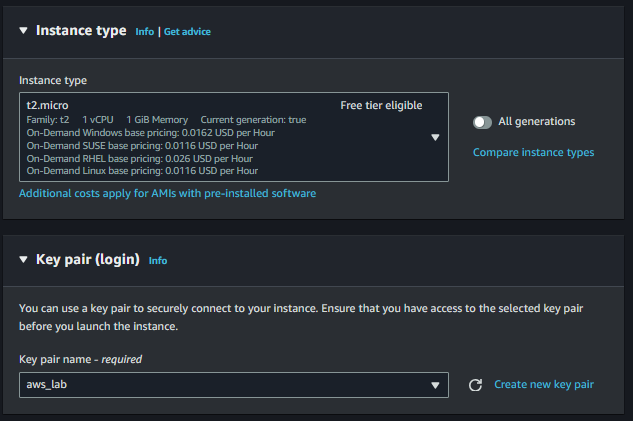 Instance type Info | Get advice
Instance type
t2.micro Free tier eligible
Family: t2 1 vCPU 1 GiB Memory Current generation: true
On-Demand Windows base pricing: 0.0162 USD per Hour
On-Demand SUSE base pricing: 0.0116 USD per Hour
On-Demand RHEL base pricing: 0.026 USD per Hour
On-Demand Linux base pricing: 0.0116 USD per Hour
All generations
Compare instance types
Additional costs apply for AMIs with pre-installed software
Key pair (login) Info
You can use a key pair to securely connect to your instance. Ensure that you have access to the selected key pair
before you launch the instance.
Key pair name - required
aws_lab
Create new key pair